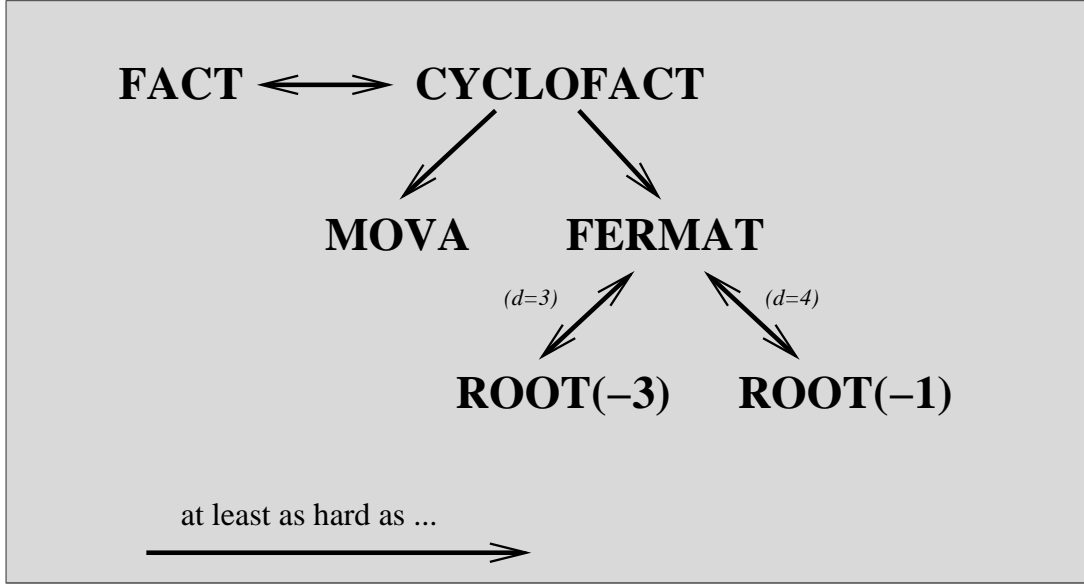 FACT CYCLOFACT
MOVA FERMAT
(d=3) (d=4)
ROOT(−3) ROOT(−1)
at least as hard as ...